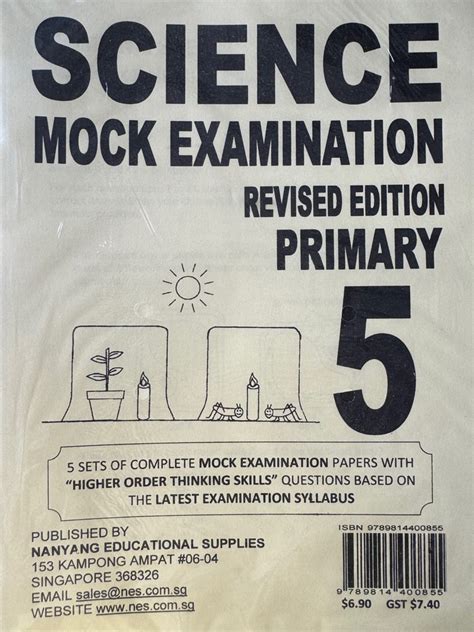 SCIENCE
MOCK EXAMINATION
REVISED EDITION
PRIMARY
5
5 SETS OF COMPLETE MOCK EXAMINATION PAPERS WITH
“HIGHER ORDER THINKING SKILLS” QUESTIONS BASED ON
THE LATEST EXAMINATION SYLLABUS
PUBLISHED BY
NANYANG EDUCATIONAL SUPPLIES
153 KAMPONG AMPAT #06-04
SINGAPORE 368326
EMAIL sales@nes.com.sg
WEBSITE www.nes.com.sg
ISBN 9789814400855
9 789814 400855
$6.90 GST $7.40